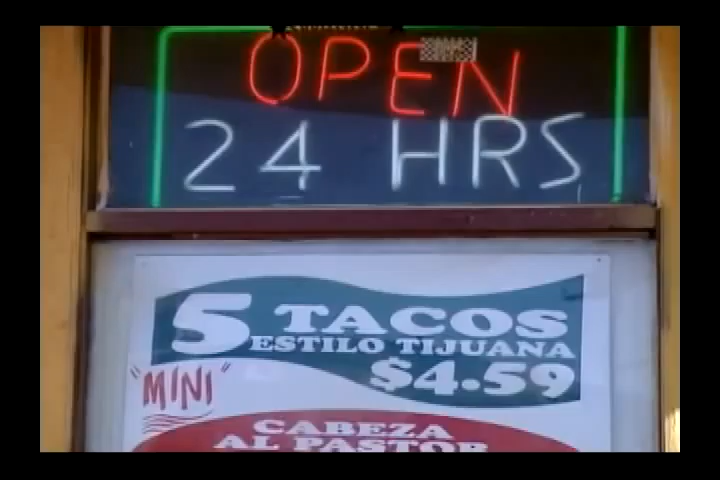 OPEN
24 HRS
5 TACOS
ESTILO TIJUANA
$4.59
"MINI"
CABEZA
AL PASTOR